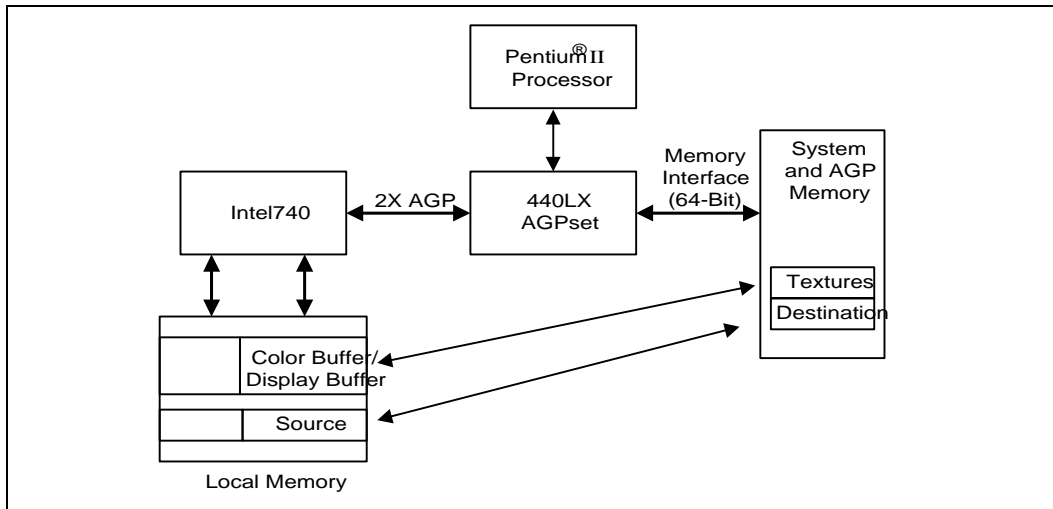 Pentium® II
Processor
System
and AGP
Memory
Memory
Interface
(64-Bit)
Intel740
2X AGP
440LX
AGPset
Textures
Destination
Color Buffer/
Display Buffer
Source
Local Memory